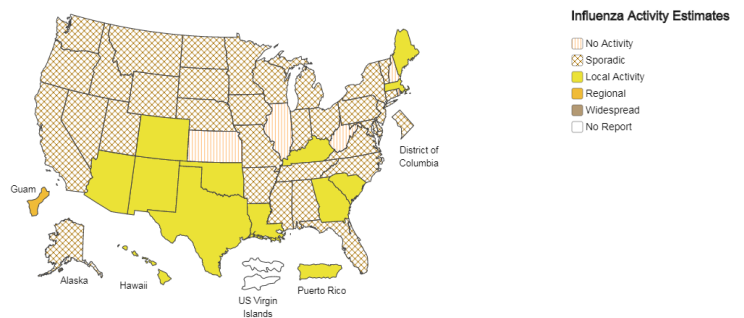 Influenza Activity Estimates
No Activity
Sporadic
Local Activity
Regional
Widespread
No Report
District of
Columbia
Guam
Alaska
Hawaii
US Virgin
Islands
Puerto Rico